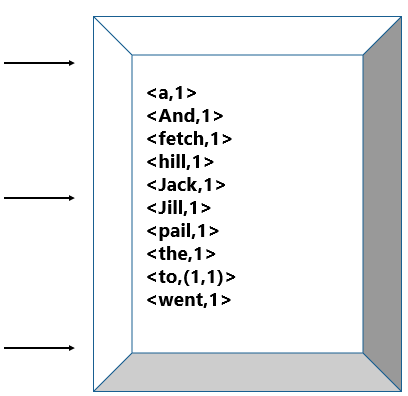 <a,1>
<And,1>
<fetch,1>
<hill,1>
<Jack,1>
<Jill,1>
<pail,1>
<the,1>
<to,(1,1)>
<went,1>